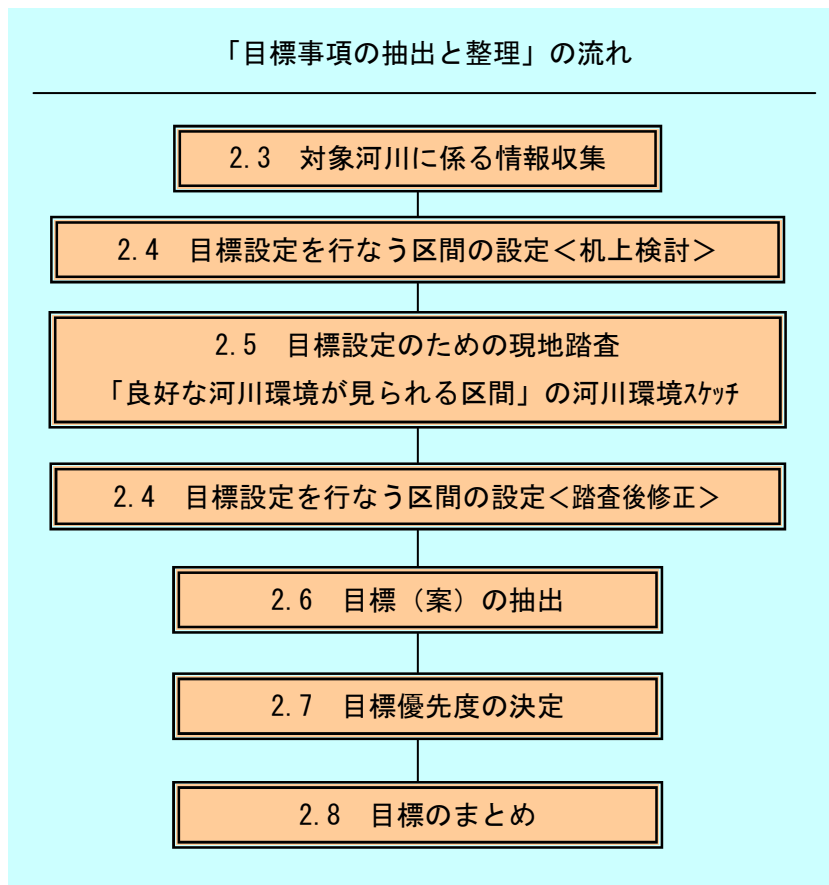 「目標事項の抽出と整理」の流れ
2.3　対象河川に係る情報収集
2.4　目標設定を行なう区間の設定＜机上検討＞
2.5　目標設定のための現地踏査
「良好な河川環境が見られる区間」の河川環境ｽｹｯﾁ
2.4　目標設定を行なう区間の設定＜踏査後修正＞
2.6　目標（案）の抽出
2.7　目標優先度の決定
2.8　目標のまとめ